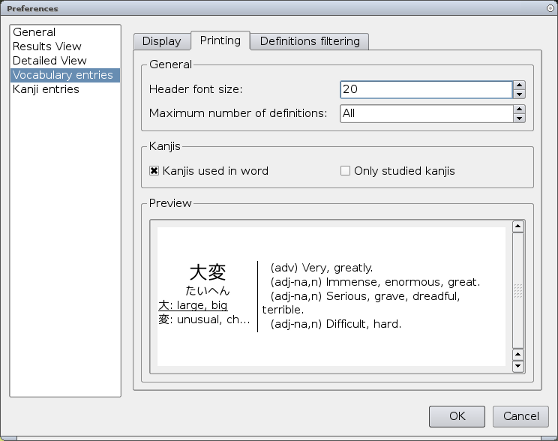 Preferences
General
Results View
Detailed View
Vocabulary entries
Kanji entries
Display
Printing
Definitions filtering
General
Header font size:
20
Maximum number of definitions:
All
Kanjis
Kanjis used in word
Only studied kanjis
Preview
大変
たいへん
大: large, big
変: unusual, ch...
(adv) Very, greatly.
(adj-na,n) Immense, enormous, great.
(adj-na,n) Serious, grave, dreadful,
terrible.
(adj-na,n) Difficult, hard.
OK
Cancel